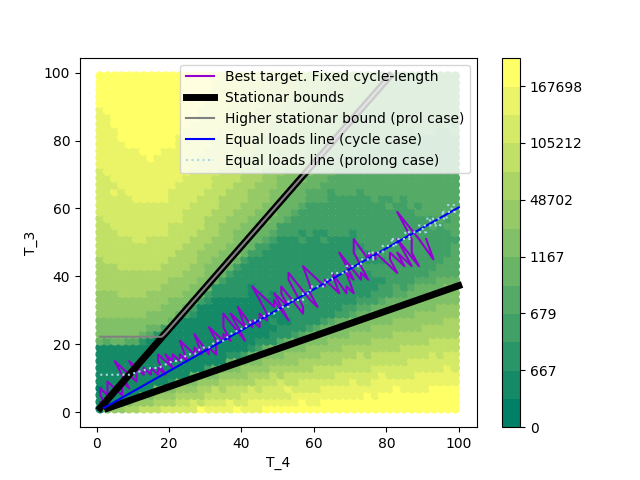 Best target. Fixed cycle-length
Stationar bounds
Higher stationar bound (prol case)
Equal loads line (cycle case)
Equal loads line (prolong case)
T_3
100
80
60
40
20
0
0 20 40 60 80 100
T_4
167698
105212
48702
1167
679
667
0